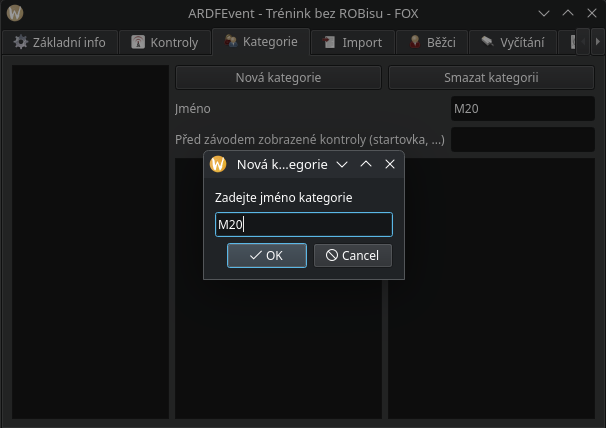 ARDFEvent - Trénink bez ROBisu - FOX
Základní info
Kontroly
Kategorie
Import
Běžci
Vyčítání
Nová kategorie
Smazat kategorii
Jméno
M20
Před závodem zobrazené kontroly (startovka, ...)
Nová k...egorie
Zadejte jméno kategorie
M20
OK
Cancel